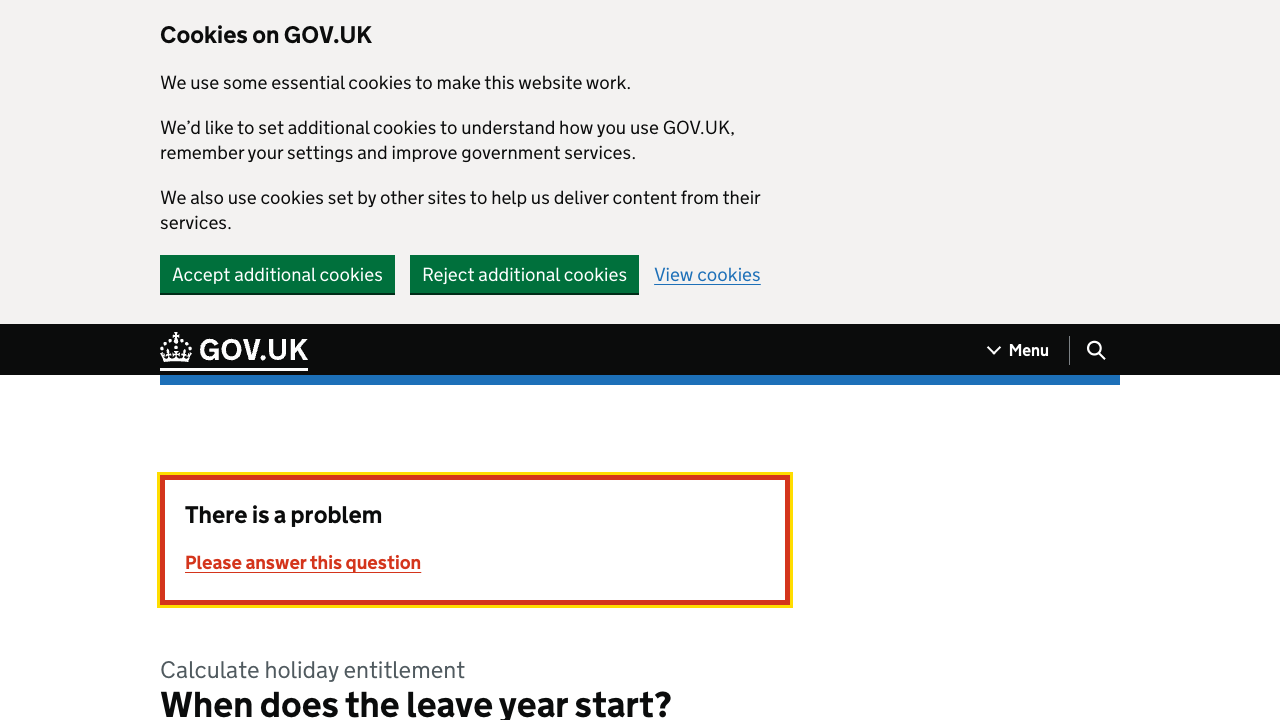 Cookies on GOV.UK
We use some essential cookies to make this website work.
We’d like to set additional cookies to understand how you use GOV.UK,
remember your settings and improve government services.
We also use cookies set by other sites to help us deliver content from their
services.
Accept additional cookies Reject additional cookies View cookies
GOV.UK Menu
There is a problem
Please answer this question
Calculate holiday entitlement
When does the leave year start?